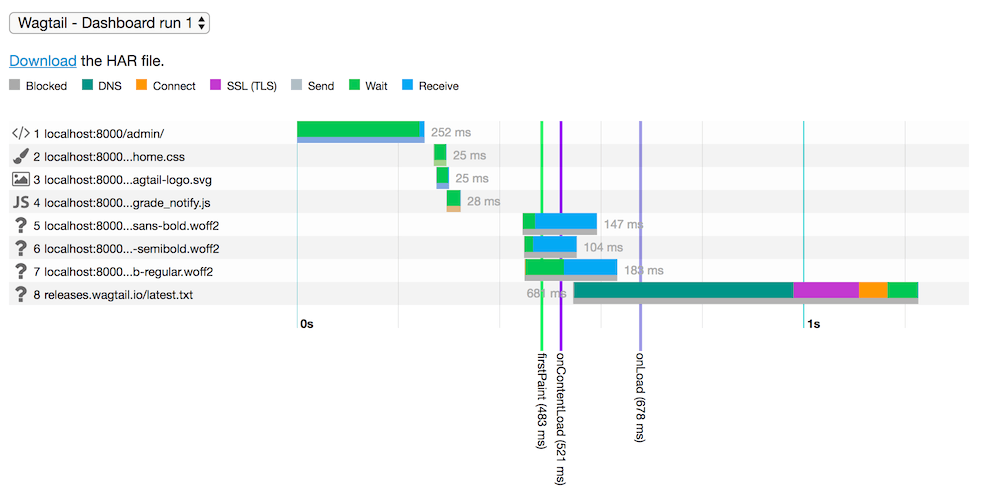 Wagtail - Dashboard run 1
Download the HAR file.
Blocked DNS Connect SSL (TLS) Send Wait Receive
1 localhost:8000/admin/ 252 ms
2 localhost:8000...home.css 25 ms
3 localhost:8000...agtail-logo.svg 25 ms
JS 4 localhost:8000...grade_notify.js 28 ms
? 5 localhost:8000...sans-bold.woff2 147 ms
? 6 localhost:8000...-semibold.woff2 104 ms
? 7 localhost:8000...b-regular.woff2 183 ms
? 8 releases.wagtail.io/latest.txt 681 ms
0s 1s
firstPaint (483 ms)
onContentLoad (521 ms)
onLoad (678 ms)